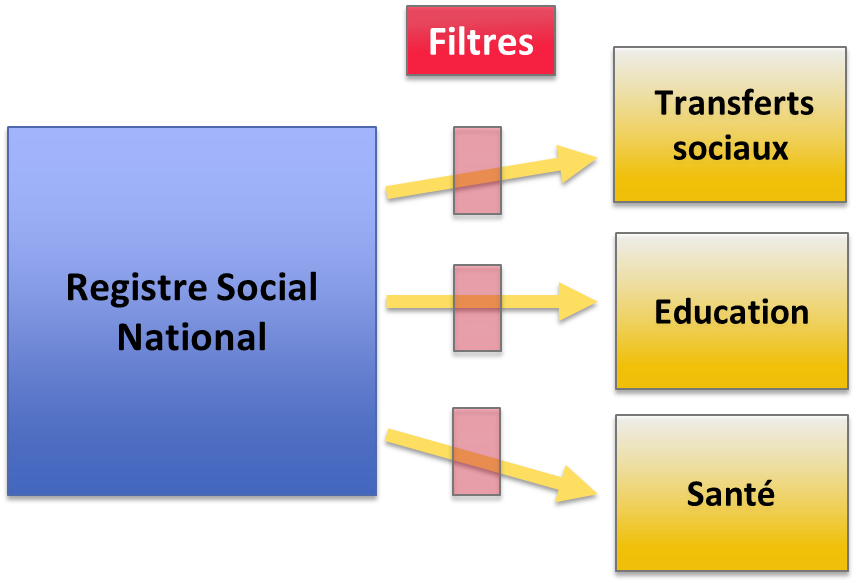 Filtres
Transferts
sociaux
Registre Social
National
Education
Santé